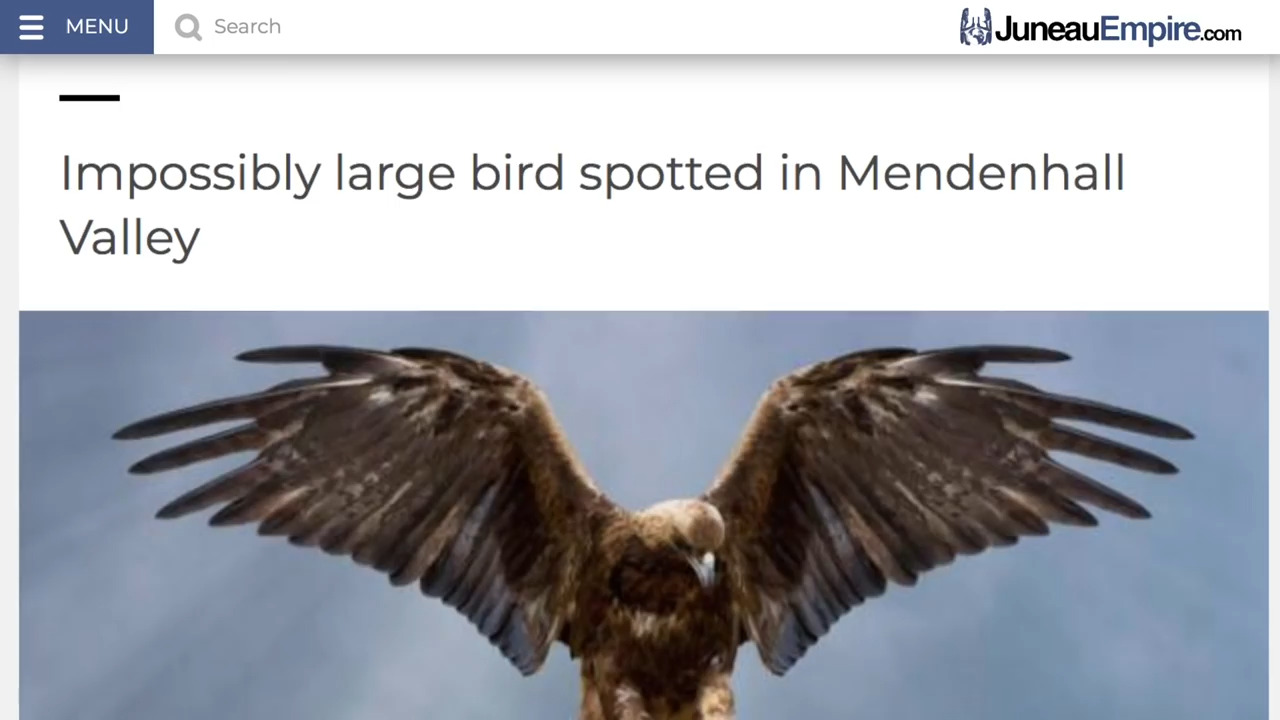 MENU
Search
JuneauEmpire.com
Impossibly large bird spotted in Mendenhall
Valley